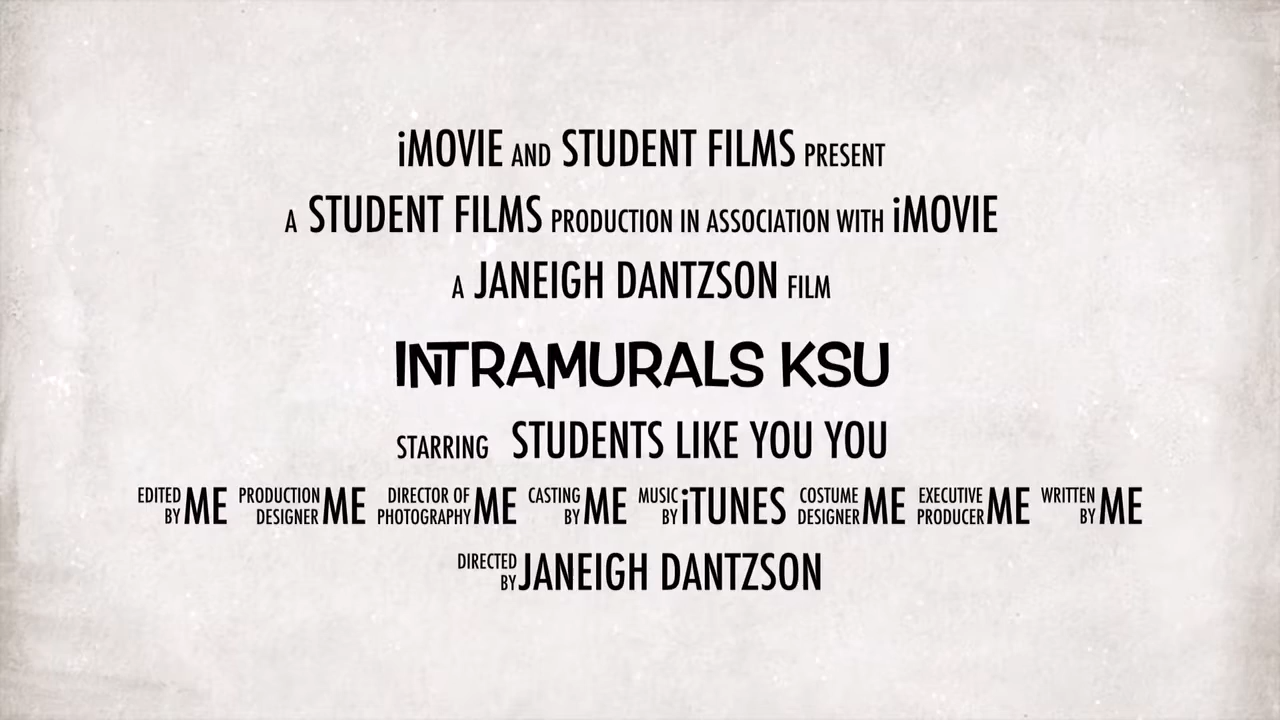 iMOVIE AND STUDENT FILMS PRESENT
A STUDENT FILMS PRODUCTION IN ASSOCIATION WITH iMOVIE
A JANEIGH DANTZSON FILM
INTRAMURALS KSU
STARRING STUDENTS LIKE YOU YOU
EDITED BY ME PRODUCTION DESIGNER ME DIRECTOR OF PHOTOGRAPHY ME CASTING BY ME MUSIC BY iTUNES COSTUME DESIGNER ME EXECUTIVE PRODUCER ME WRITTEN BY ME
DIRECTED BY JANEIGH DANTZSON